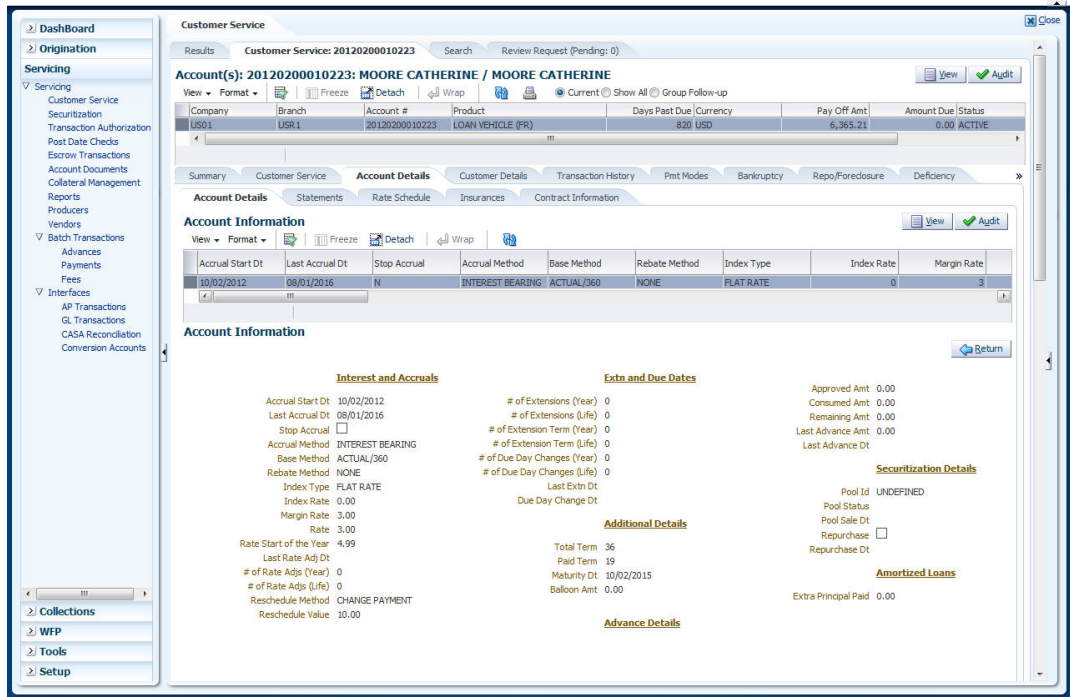 Close
DashBoard
Origination
Servicing
Servicing
Customer Service
Securitization
Transaction Authorization
Post Date Checks
Escrow Transactions
Account Documents
Collateral Management
Reports
Producers
Vendors
Batch Transactions
Advances
Payments
Fees
Interfaces
AP Transactions
GL Transactions
CASA Reconciliation
Conversion Accounts
Collections
WFP
Tools
Setup
Customer Service
Results Customer Service: 20120200010223 Search Review Request (Pending: 0)
Account(s): 20120200010223: MOORE CATHERINE / MOORE CATHERINE
View Audit
View Format Freeze Detach Wrap Current Show All Group Follow-up
Company Branch Account # Product Days Past Due Currency Pay Off Amt Amount Due Status
US01 USR1 20120200010223 LOAN VEHICLE (FR) 820 USD 6,365.21 0.00 ACTIVE
Summary Customer Service Account Details Customer Details Transaction History Pmt Modes Bankruptcy Repo/Foreclosure Deficiency »
Account Details Statements Rate Schedule Insurances Contract Information
Account Information
View Audit
View Format Freeze Detach Wrap
Accrual Start Dt Last Accrual Dt Stop Accrual Accrual Method Base Method Rebate Method Index Type Index Rate Margin Rate
10/02/2012 08/01/2016 N INTEREST BEARING ACTUAL/360 NONE FLAT RATE 0 3
Account Information
Return
Interest and Accruals
Accrual Start Dt 10/02/2012
Last Accrual Dt 08/01/2016
Stop Accrual
Accrual Method INTEREST BEARING
Base Method ACTUAL/360
Rebate Method NONE
Index Type FLAT RATE
Index Rate 0.00
Margin Rate 3.00
Rate 3.00
Rate Start of the Year 4.99
Last Rate Adj Dt
# of Rate Adjs (Year) 0
# of Rate Adjs (Life) 0
Reschedule Method CHANGE PAYMENT
Reschedule Value 10.00
Extn and Due Dates
# of Extensions (Year) 0
# of Extensions (Life) 0
# of Extension Term (Year) 0
# of Extension Term (Life) 0
# of Due Day Changes (Year) 0
# of Due Day Changes (Life) 0
Last Extn Dt
Due Day Change Dt
Additional Details
Total Term 36
Paid Term 19
Maturity Dt 10/02/2015
Balloon Amt 0.00
Advance Details
Approved Amt 0.00
Consumed Amt 0.00
Remaining Amt 0.00
Last Advance Amt 0.00
Last Advance Dt
Securitization Details
Pool Id UNDEFINED
Pool Status
Pool Sale Dt
Repurchase
Repurchase Dt
Amortized Loans
Extra Principal Paid 0.00